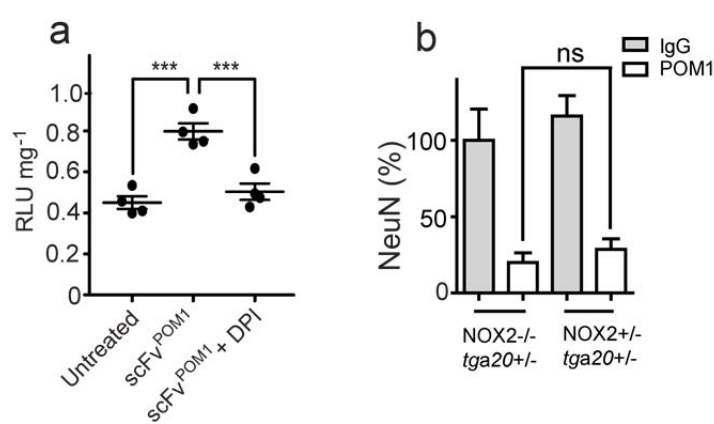 a
*** ***
RLU mg-1
1.0
0.8
0.6
0.4
0.2
0
Untreated
scFvPOM1
scFvPOM1 + DPI
b
IgG
POM1
ns
NeuN (%)
100
50
0
NOX2-/- NOX2+/-
tga20+/- tga20+/-